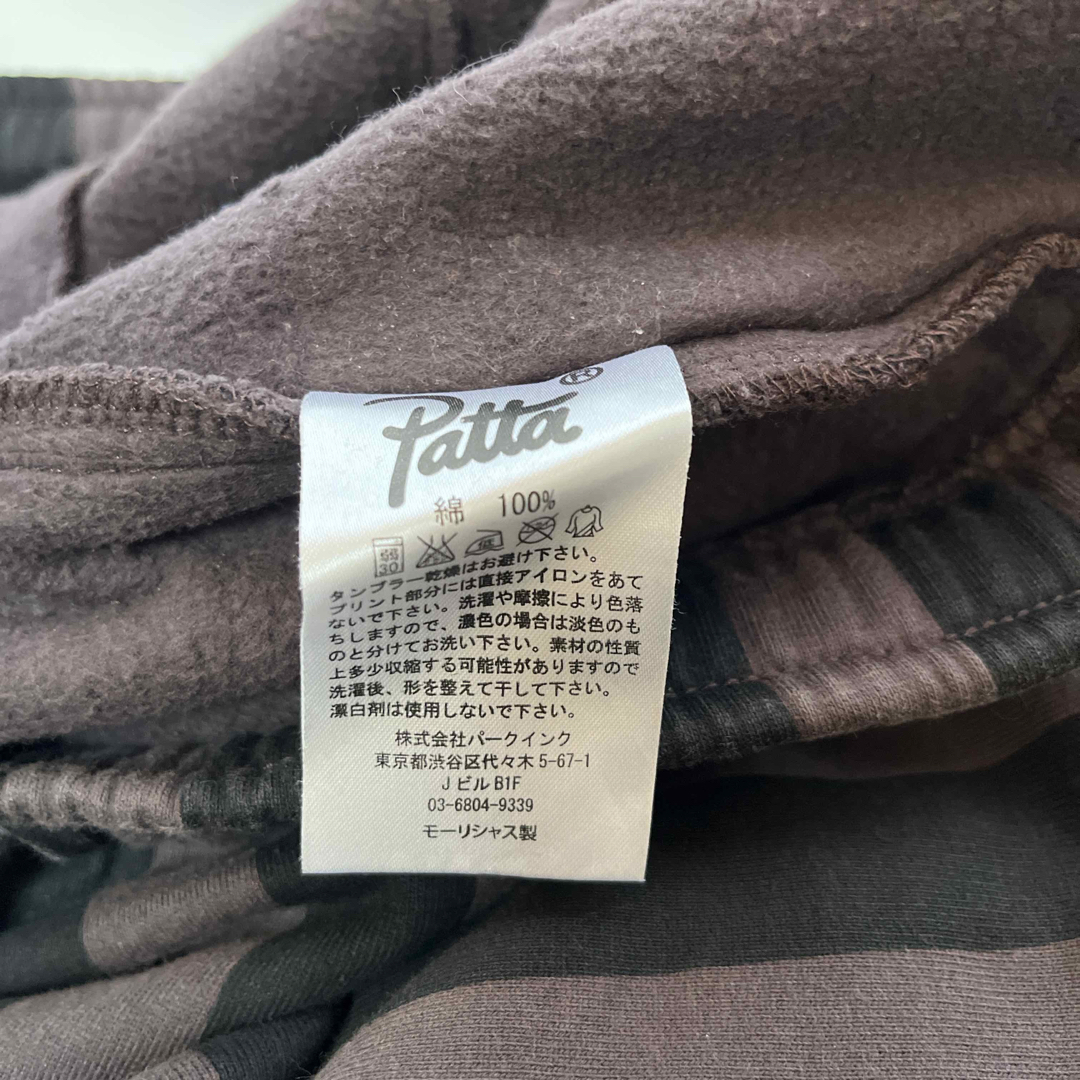 Patta®
綿 100%
弱 30 低
タンブラー乾燥はお避け下さい。
プリント部分には直接アイロンをあて
ないで下さい。洗濯や摩擦により色落
ちしますので、濃色の場合は淡色のも
のと分けてお洗い下さい。素材の性質
上多少収縮する可能性がありますので
洗濯後、形を整えて干して下さい。
漂白剤は使用しないで下さい。
株式会社パークインク
東京都渋谷区代々木 5-67-1
J ビル B1F
03-6804-9339
モーリシャス製